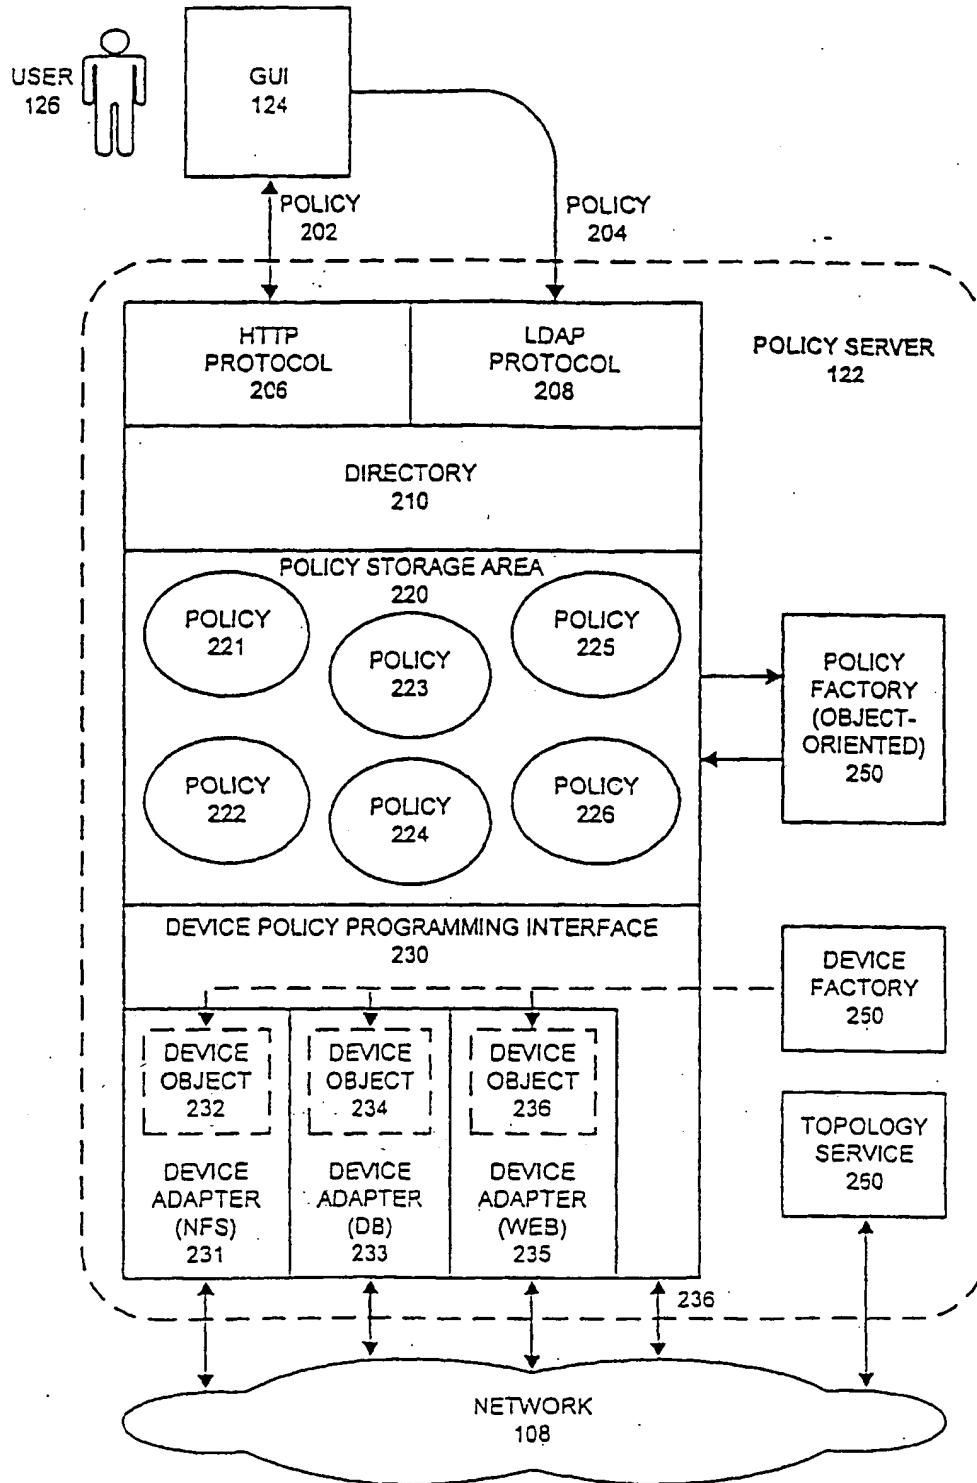 USER
126
GUI
124
POLICY
202
POLICY
204
HTTP
PROTOCOL
206
LDAP
PROTOCOL
208
POLICY SERVER
122
DIRECTORY
210
POLICY STORAGE AREA
220
POLICY
221
POLICY
223
POLICY
225
POLICY
222
POLICY
224
POLICY
226
POLICY
FACTORY
(OBJECT-
ORIENTED)
250
DEVICE POLICY PROGRAMMING INTERFACE
230
DEVICE
FACTORY
250
DEVICE
OBJECT
232
DEVICE
OBJECT
234
DEVICE
OBJECT
236
DEVICE
ADAPTER
(NFS)
231
DEVICE
ADAPTER
(DB)
233
DEVICE
ADAPTER
(WEB)
235
TOPOLOGY
SERVICE
260
236
NETWORK
108